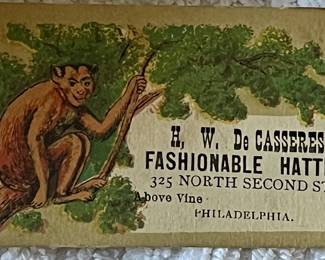 H. W. De CASSERES
FASHIONABLE HATT
325 NORTH SECOND ST
Above Vine
PHILADELPHIA.